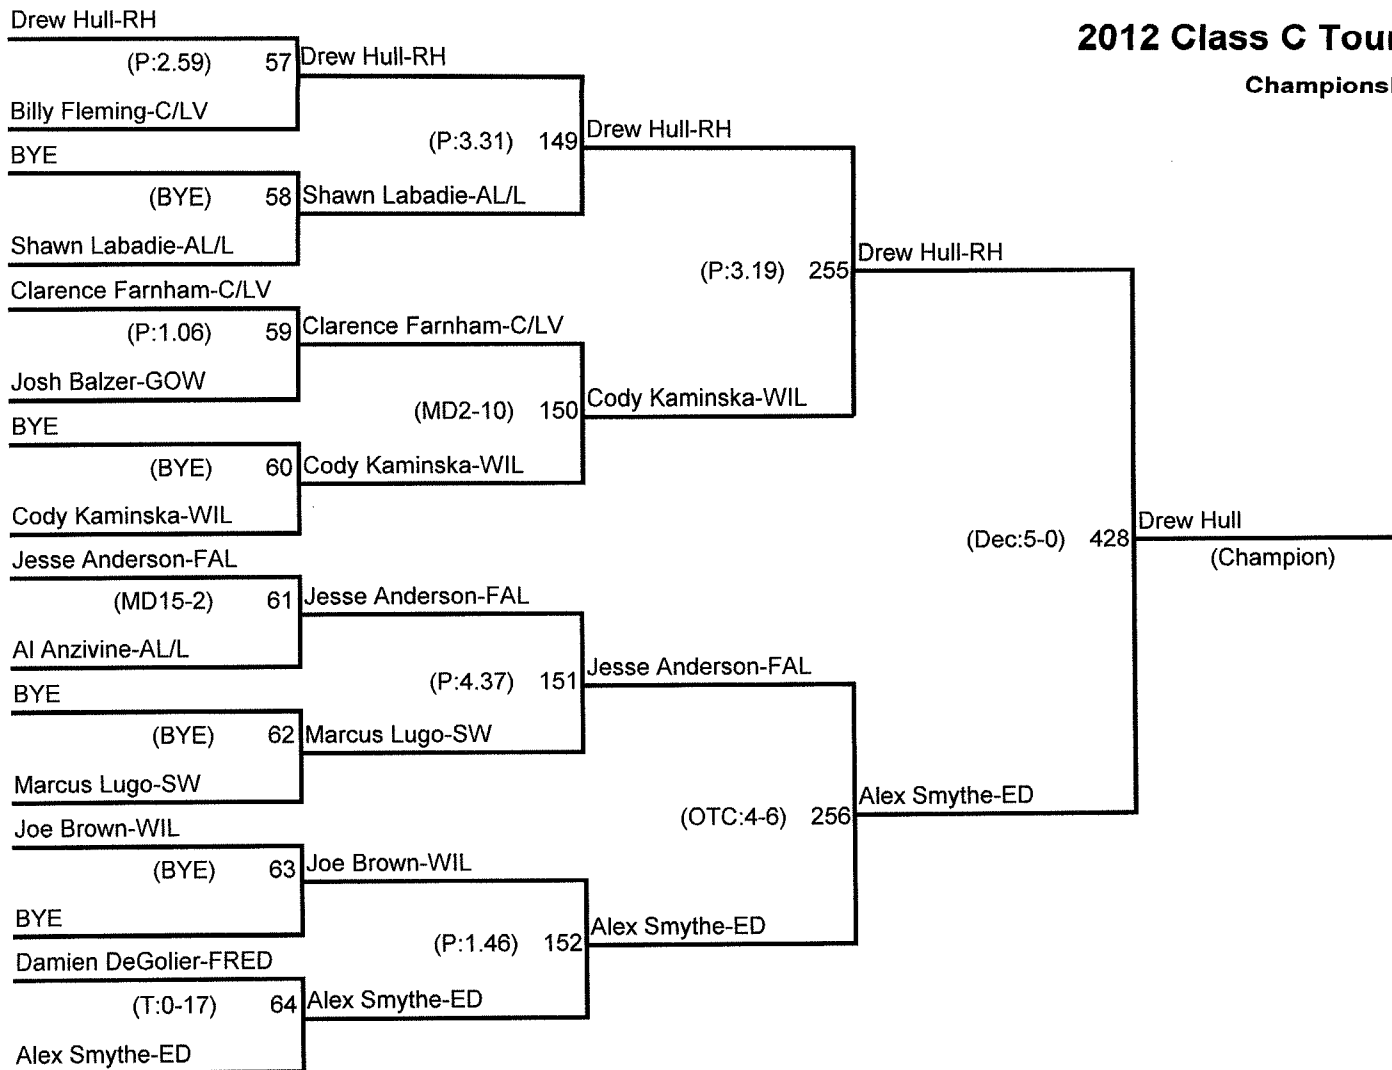 Drew Hull-RH
2012 Class C Tour
(P:2.59) 57 Drew Hull-RH
Championsh
Billy Fleming-C/LV
(P:3.31) 149 Drew Hull-RH
BYE
(BYE) 58 Shawn Labadie-AL/L
Shawn Labadie-AL/L
(P:3.19) 255 Drew Hull-RH
Clarence Farnham-C/LV
(P:1.06) 59 Clarence Farnham-C/LV
Josh Balzer-GOW
(MD2-10) 150 Cody Kaminska-WIL
BYE
(BYE) 60 Cody Kaminska-WIL
Cody Kaminska-WIL
(Dec:5-0) 428 Drew Hull
(Champion)
Jesse Anderson-FAL
(MD15-2) 61 Jesse Anderson-FAL
Al Anzivine-AL/L
(P:4.37) 151 Jesse Anderson-FAL
BYE
(BYE) 62 Marcus Lugo-SW
Marcus Lugo-SW
(OTC:4-6) 256 Alex Smythe-ED
Joe Brown-WIL
(BYE) 63 Joe Brown-WIL
BYE
(P:1.46) 152 Alex Smythe-ED
Damien DeGolier-FRED
(T:0-17) 64 Alex Smythe-ED
Alex Smythe-ED